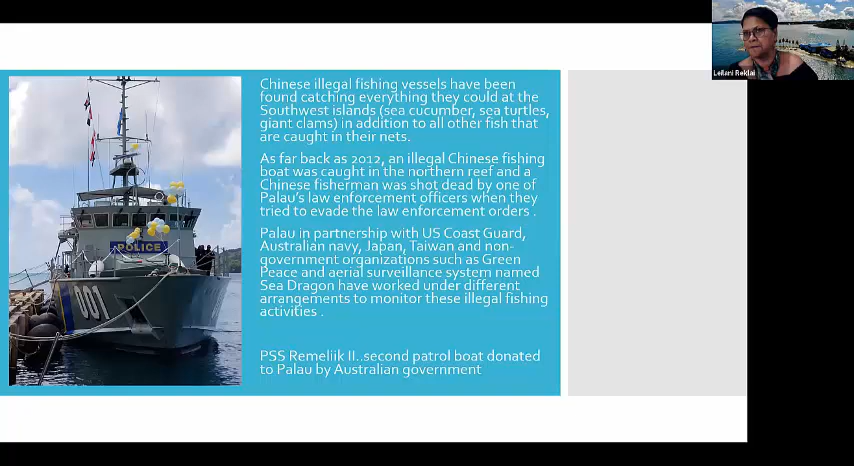 Chinese illegal fishing vessels have been
found catching everything they could at the
Southwest islands (sea cucumber, sea turtles,
giant clams) in addition to all other fish that
are caught in their nets.
As far back as 2012, an illegal Chinese fishing
boat was caught in the northern reef and a
Chinese fisherman was shot dead by one of
Palau's law enforcement officers when they
tried to evade the law enforcement orders .
Palau in partnership with US Coast Guard,
Australian navy, Japan, Taiwan and non-
government organizations such as Green
Peace and aerial surveillance system named
Sea Dragon have worked under different
arrangements to monitor these illegal fishing
activities .
PSS Remeliik II..second patrol boat donated
to Palau by Australian government
POLICE
001
Leilani Reklai